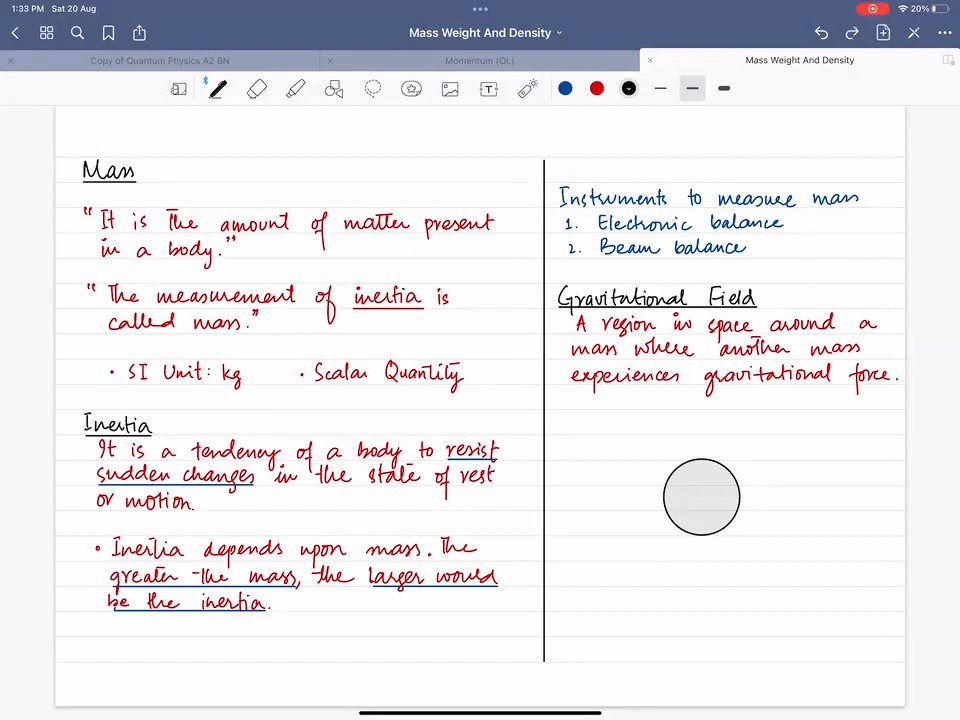 1:33 PM Sat 20 Aug
20%
Mass Weight And Density
Copy of Quantum Physics A2 BN
Momentum (OL)
Mass Weight And Density
Mass
"It is the amount of matter present
in a body."
"The measurement of inertia is
called mass."
• SI Unit: kg • Scalar Quantity
Inertia
It is a tendency of a body to resist
sudden changes in the state of rest
or motion.
• Inertia depends upon mass. The
greater the mass, the larger would
be the inertia.
Instruments to measure mass
1. Electronic balance
2. Beam balance
Gravitational Field
A region in space around a
mass where another mass
experiences gravitational force.